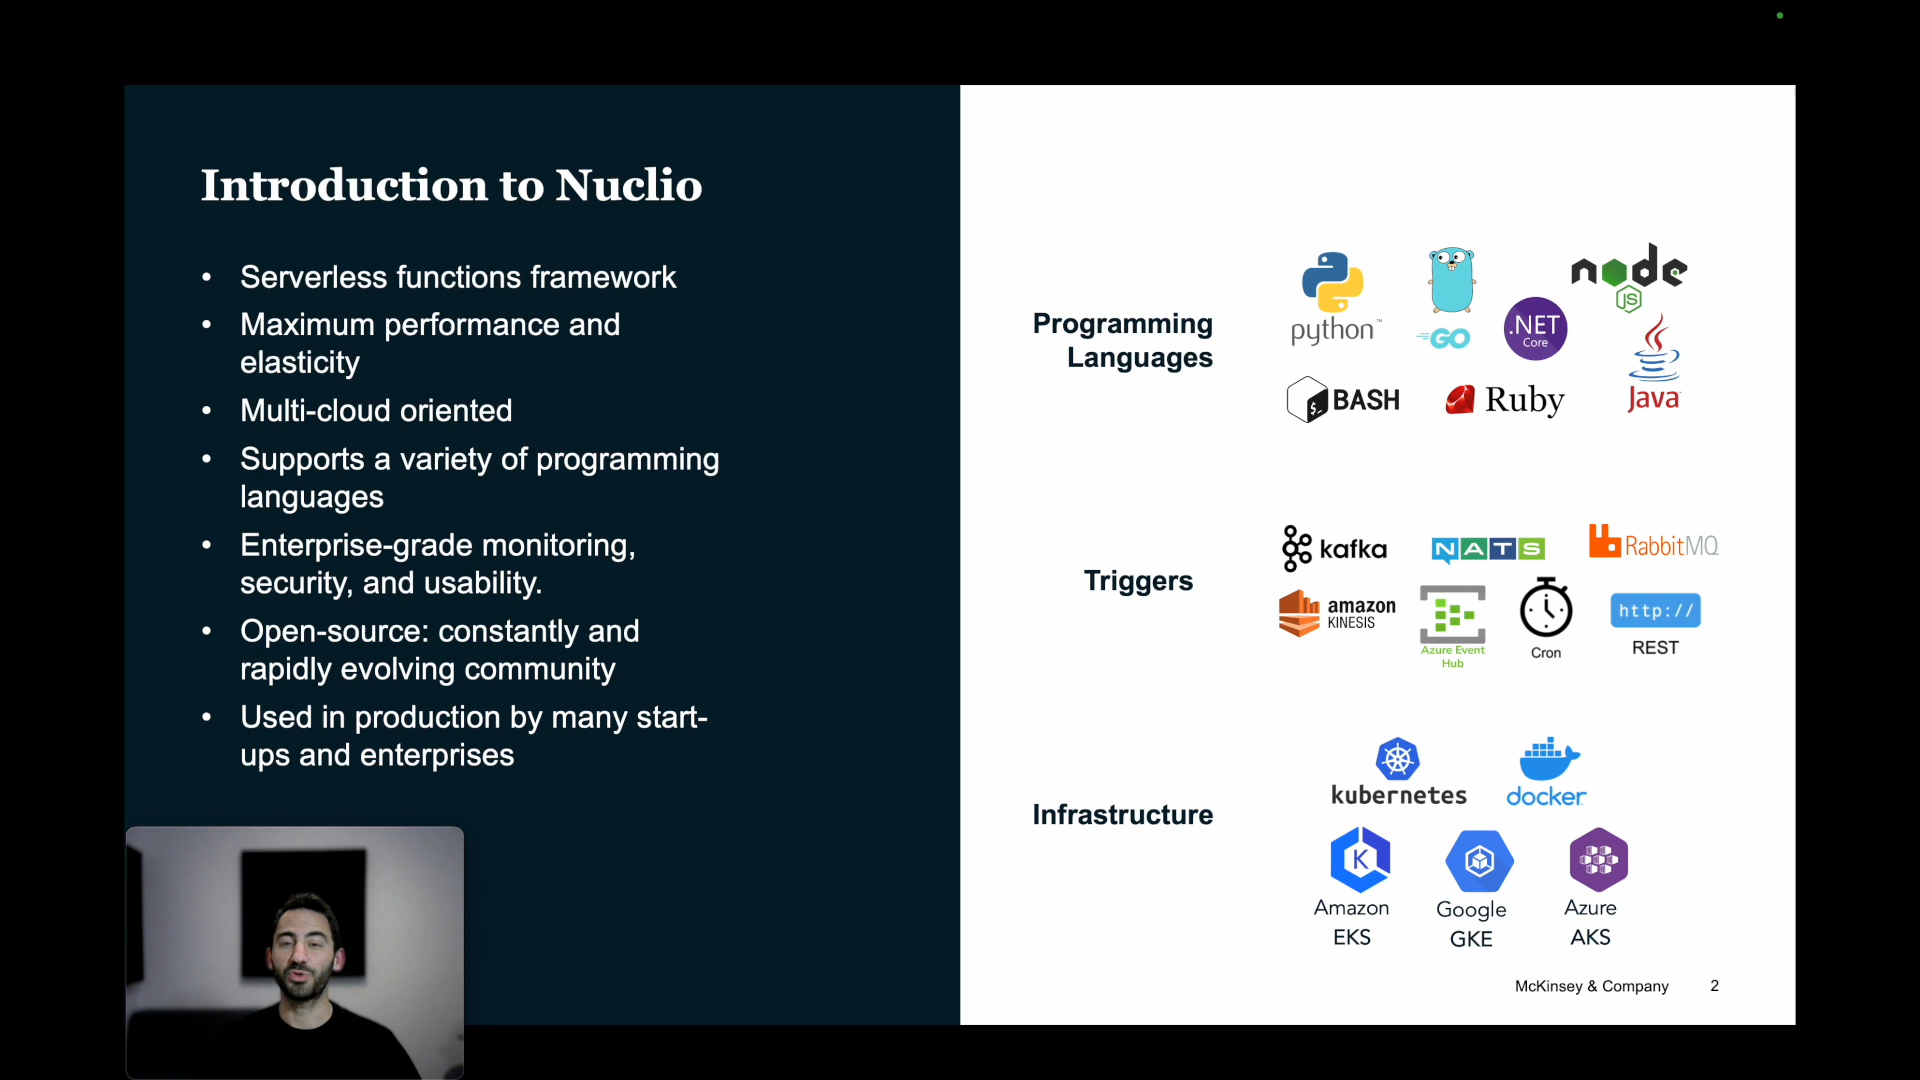 Introduction to Nuclio
• Serverless functions framework
• Maximum performance and
elasticity
• Multi-cloud oriented
• Supports a variety of programming
languages
• Enterprise-grade monitoring,
security, and usability.
• Open-source: constantly and
rapidly evolving community
• Used in production by many start-
ups and enterprises
Programming
Languages
python™
GO
node
JS
.NET
Core
$_ BASH
Ruby
Java
Triggers
kafka
NATS
RabbitMQ
amazon
KINESIS
Azure Event
Hub
Cron
http://
REST
Infrastructure
kubernetes
docker
K
Amazon
EKS
Google
GKE
Azure
AKS
McKinsey & Company 2